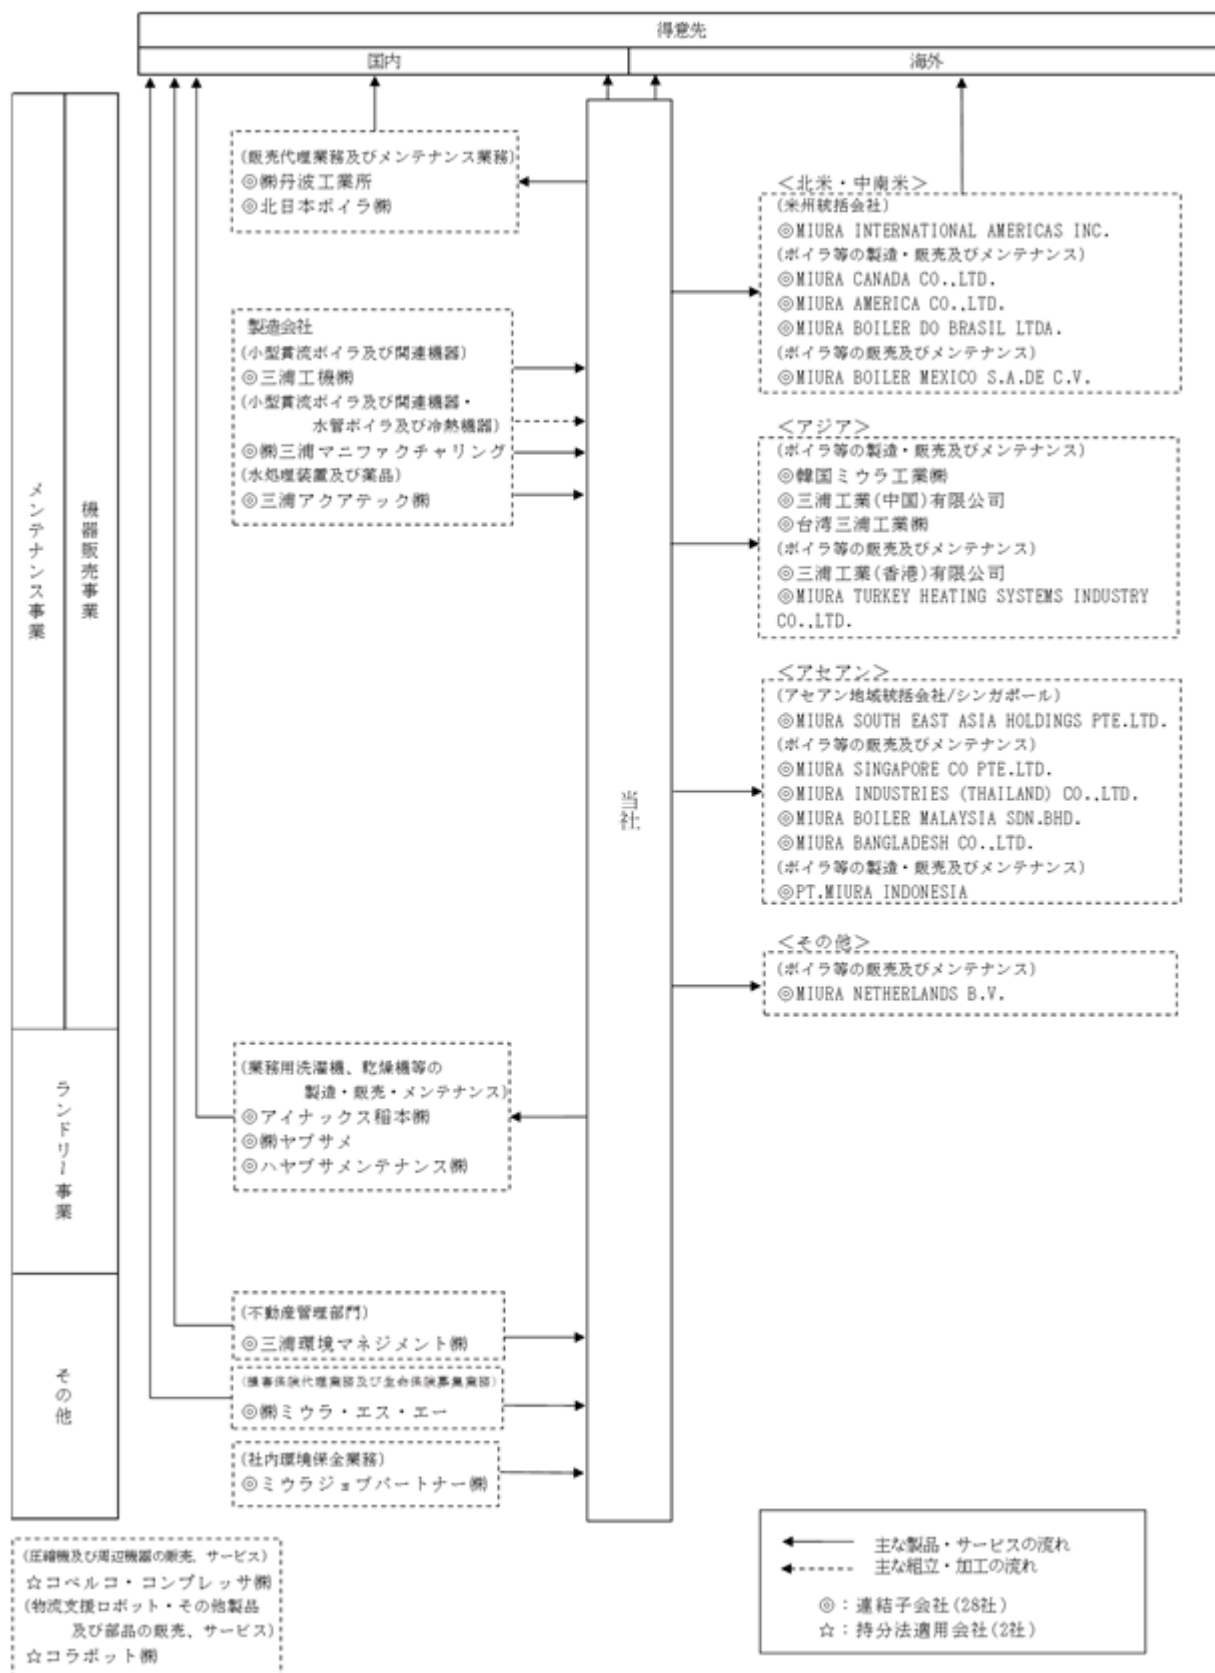 得意先
国内
海外
メンテナンス事業
機器販売事業
ランドリー事業
その他
(販売代理業務及びメンテナンス業務)
◎㈱丹波工業所
◎北日本ボイラ㈱
製造会社
(小型貫流ボイラ及び関連機器)
◎三浦工機㈱
(小型貫流ボイラ及び関連機器・
水管ボイラ及び冷熱機器)
◎㈱三浦マニファクチャリング
(水処理装置及び薬品)
◎三浦アクアテック㈱
(業務用洗濯機、乾燥機等の
製造・販売・メンテナンス)
◎アイナックス稲本㈱
◎㈱ヤブサメ
◎ハヤブサメンテナンス㈱
(不動産管理部門)
◎三浦環境マネジメント㈱
(損害保険代理業務及び生命保険募集業務)
◎㈱ミウラ・エス・エー
(社内環境保全業務)
◎ミウラジョブパートナー㈱
当社
＜北米・中南米＞
(米州統括会社)
◎MIURA INTERNATIONAL AMERICAS INC.
(ボイラ等の製造・販売及びメンテナンス)
◎MIURA CANADA CO.,LTD.
◎MIURA AMERICA CO.,LTD.
◎MIURA BOILER DO BRASIL LTDA.
(ボイラ等の販売及びメンテナンス)
◎MIURA BOILER MEXICO S.A.DE C.V.
＜アジア＞
(ボイラ等の製造・販売及びメンテナンス)
◎韓国ミウラ工業㈱
◎三浦工業(中国)有限公司
◎台湾三浦工業㈱
(ボイラ等の販売及びメンテナンス)
◎三浦工業(香港)有限公司
◎MIURA TURKEY HEATING SYSTEMS INDUSTRY
CO.,LTD.
＜アセアン＞
(アセアン地域統括会社/シンガポール)
◎MIURA SOUTH EAST ASIA HOLDINGS PTE.LTD.
(ボイラ等の販売及びメンテナンス)
◎MIURA SINGAPORE CO PTE.LTD.
◎MIURA INDUSTRIES (THAILAND) CO.,LTD.
◎MIURA BOILER MALAYSIA SDN.BHD.
◎MIURA BANGLADESH CO.,LTD.
(ボイラ等の製造・販売及びメンテナンス)
◎PT.MIURA INDONESIA
＜その他＞
(ボイラ等の販売及びメンテナンス)
◎MIURA NETHERLANDS B.V.
(圧縮機及び周辺機器の販売、サービス)
☆コベルコ・コンプレッサ㈱
(物流支援ロボット・その他製品
及び部品の販売、サービス)
☆コラボット㈱
主な製品・サービスの流れ
主な組立・加工の流れ
◎：連結子会社(28社)
☆：持分法適用会社(2社)